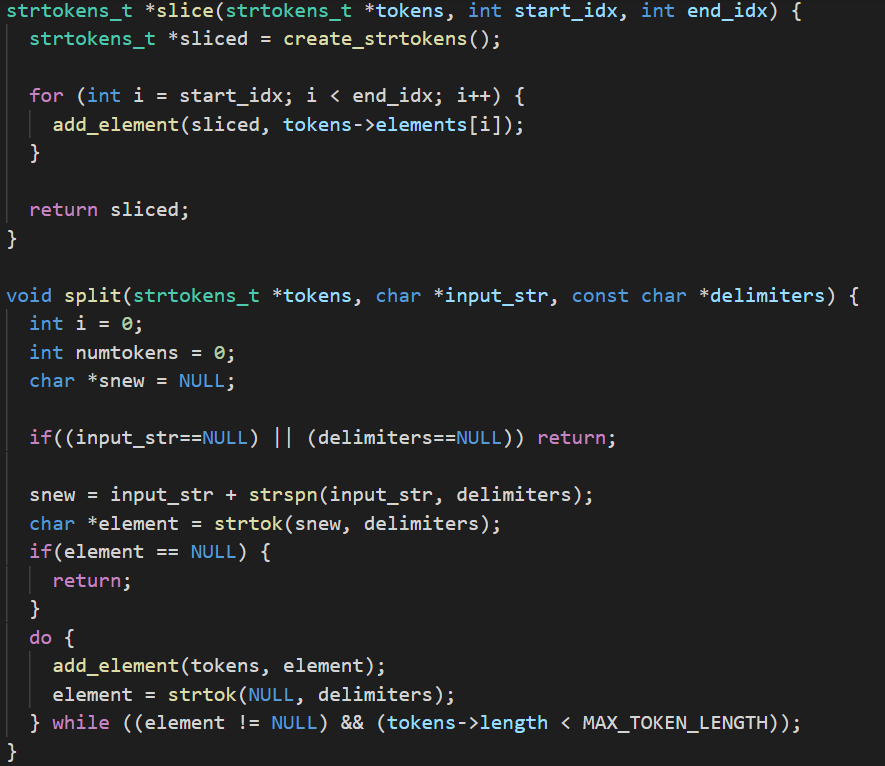 strtokens_t *slice(strtokens_t *tokens, int start_idx, int end_idx) {
  strtokens_t *sliced = create_strtokens();

  for (int i = start_idx; i < end_idx; i++) {
    add_element(sliced, tokens->elements[i]);
  }

  return sliced;
}

void split(strtokens_t *tokens, char *input_str, const char *delimiters) {
  int i = 0;
  int numtokens = 0;
  char *snew = NULL;

  if((input_str==NULL) || (delimiters==NULL)) return;

  snew = input_str + strspn(input_str, delimiters);
  char *element = strtok(snew, delimiters);
  if(element == NULL) {
    return;
  }
  do {
    add_element(tokens, element);
    element = strtok(NULL, delimiters);
  } while ((element != NULL) && (tokens->length < MAX_TOKEN_LENGTH));
}